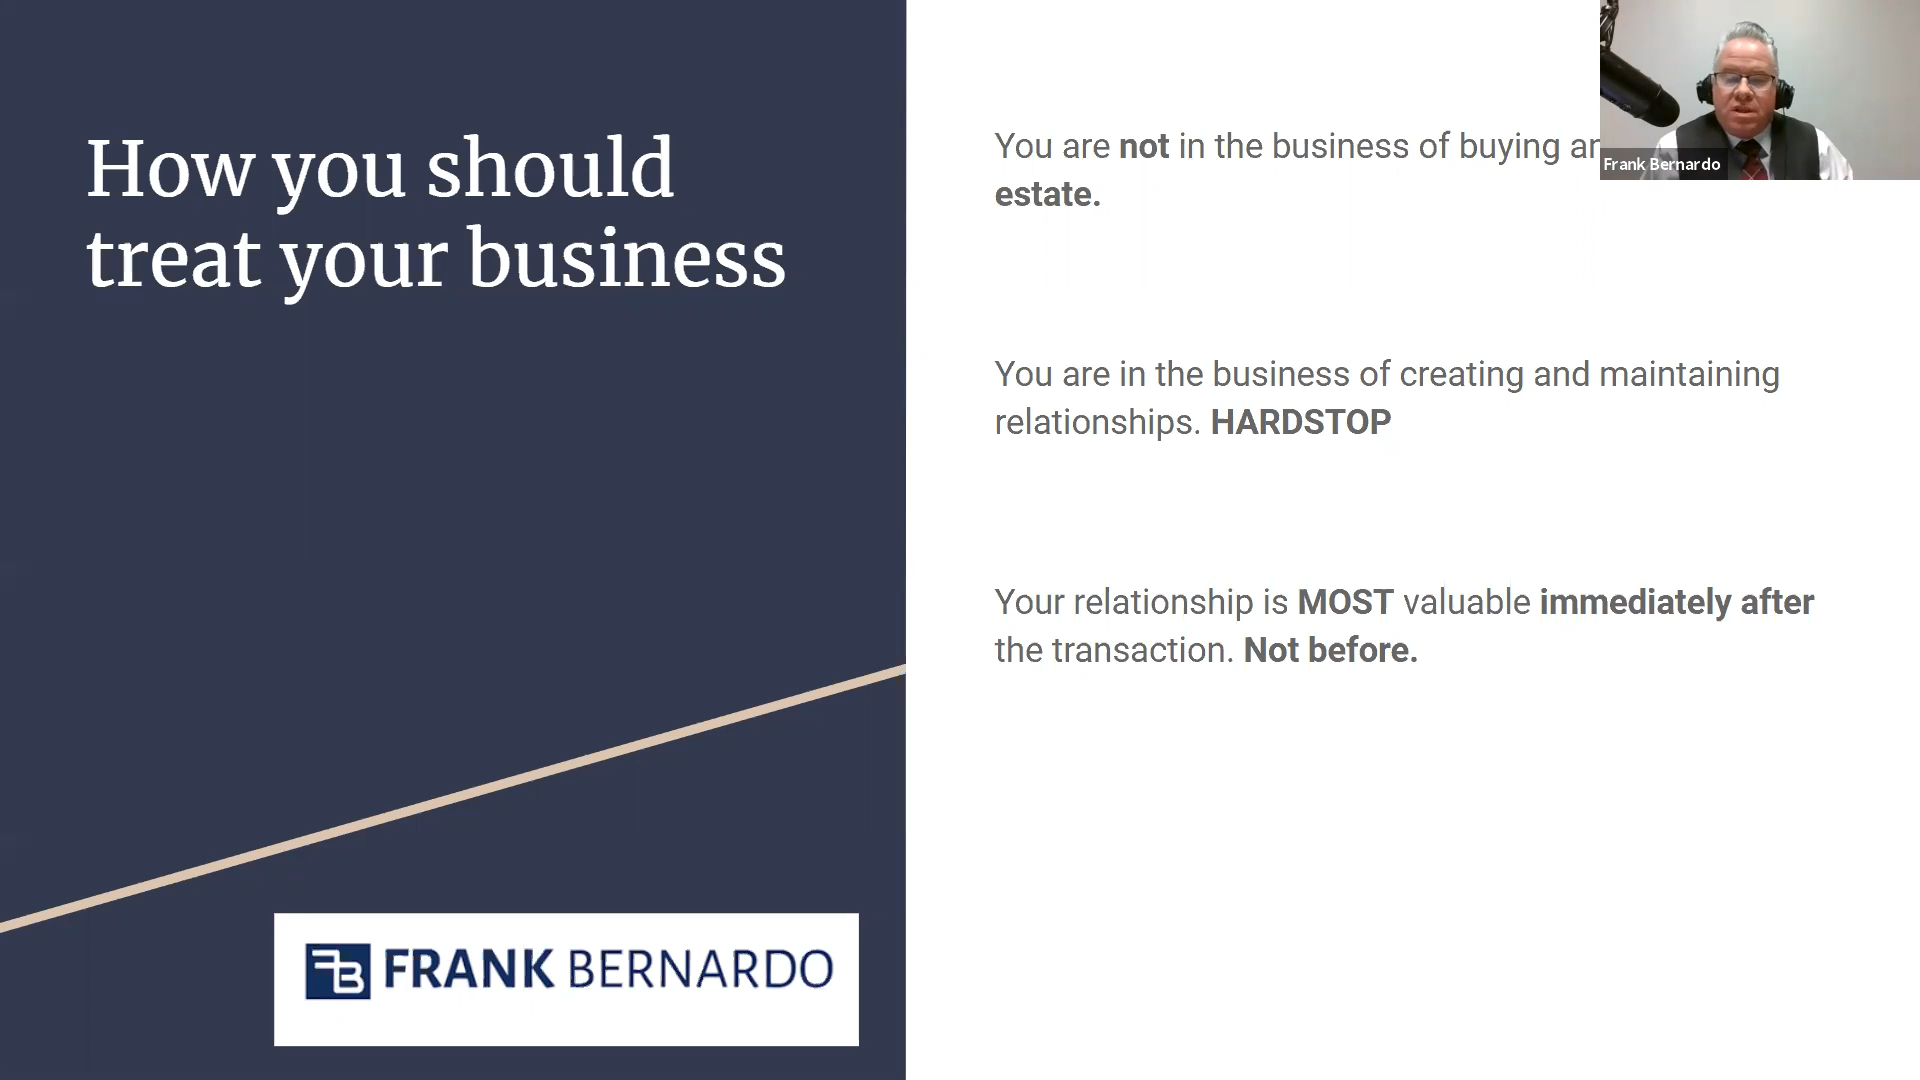 How you should
treat your business
You are not in the business of buying
estate.
You are in the business of creating and maintaining
relationships. HARDSTOP
Your relationship is MOST valuable immediately after
the transaction. Not before.
Frank Bernardo
FB FRANK BERNARDO